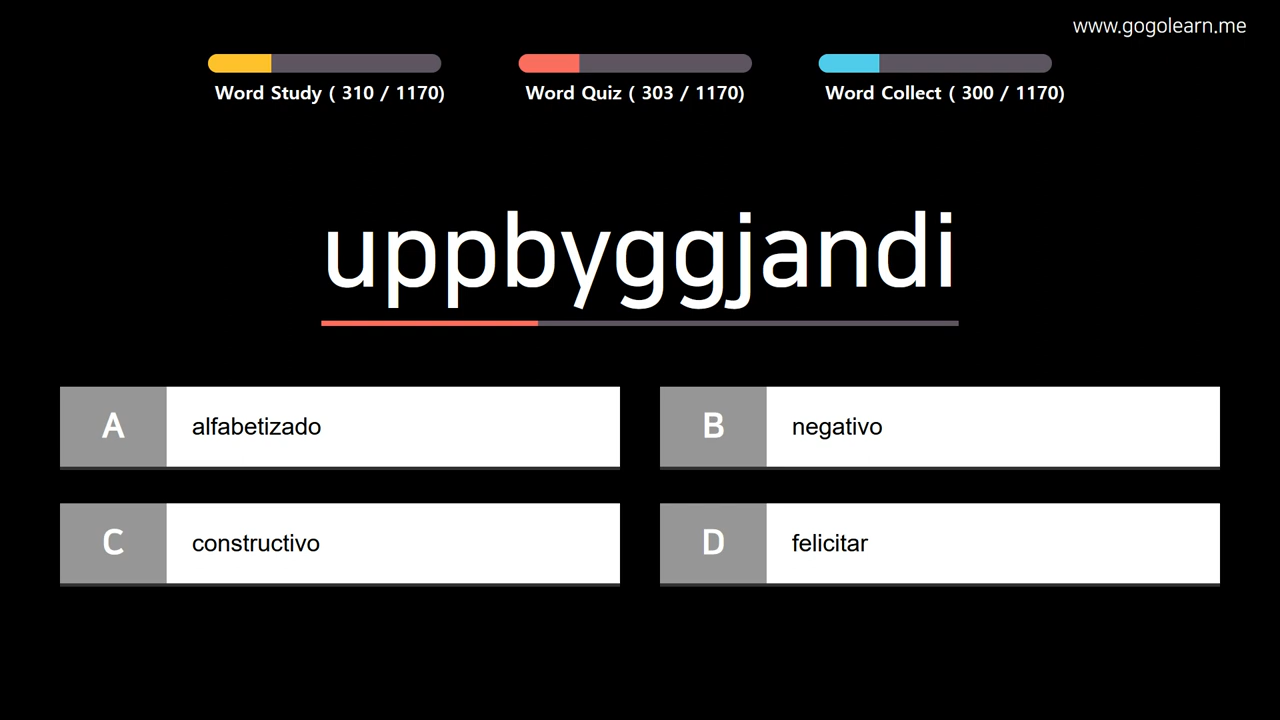 www.gogolearn.me
Word Study ( 310 / 1170)
Word Quiz ( 303 / 1170)
Word Collect ( 300 / 1170)
uppbyggjandi
A
alfabetizado
B
negativo
C
constructivo
D
felicitar